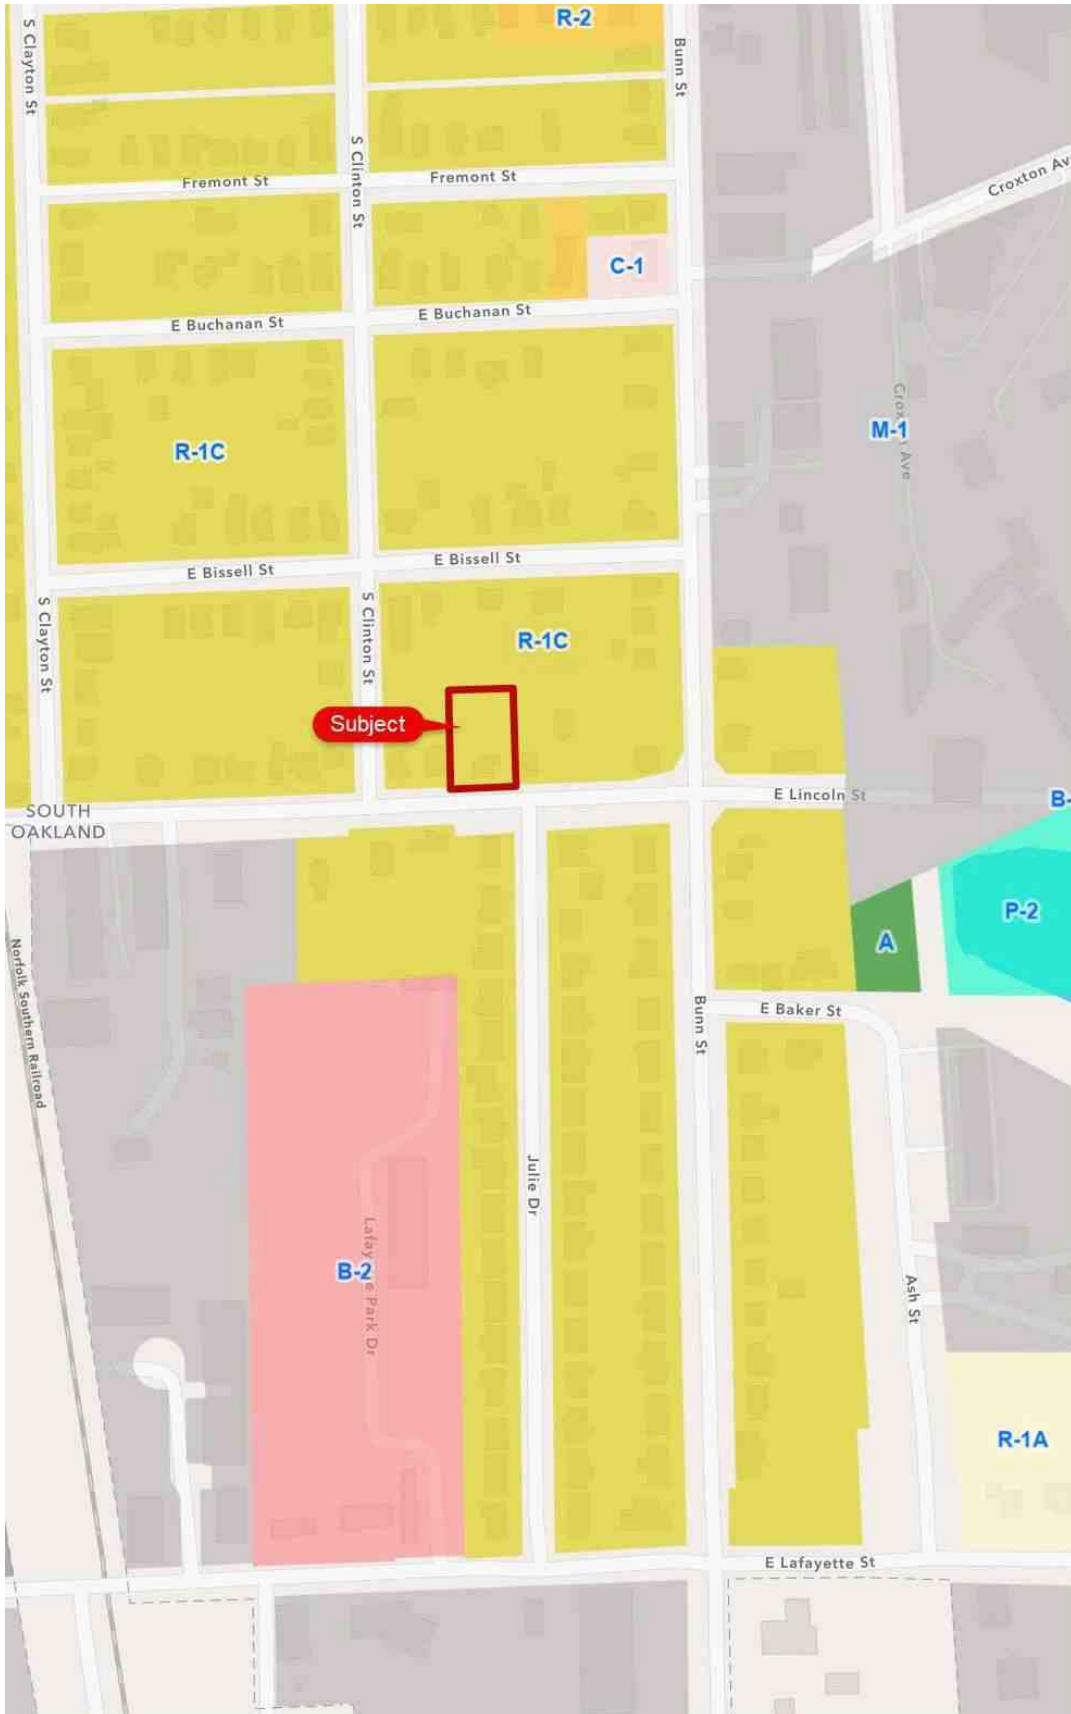 R-2
S Clayton St
Bunn St
S Clinton St
Croxton Av
Fremont St
Fremont St
C-1
E Buchanan St
E Buchanan St
Croxton Ave
M-1
R-1C
E Bissell St
E Bissell St
S Clayton St
S Clinton St
R-1C
Subject
E Lincoln St
B-
SOUTH
OAKLAND
P-2
A
Norfolk Southern Railroad
Bunn St
E Baker St
Julie Dr
Lafayette Park Dr
B-2
Ash St
R-1A
E Lafayette St